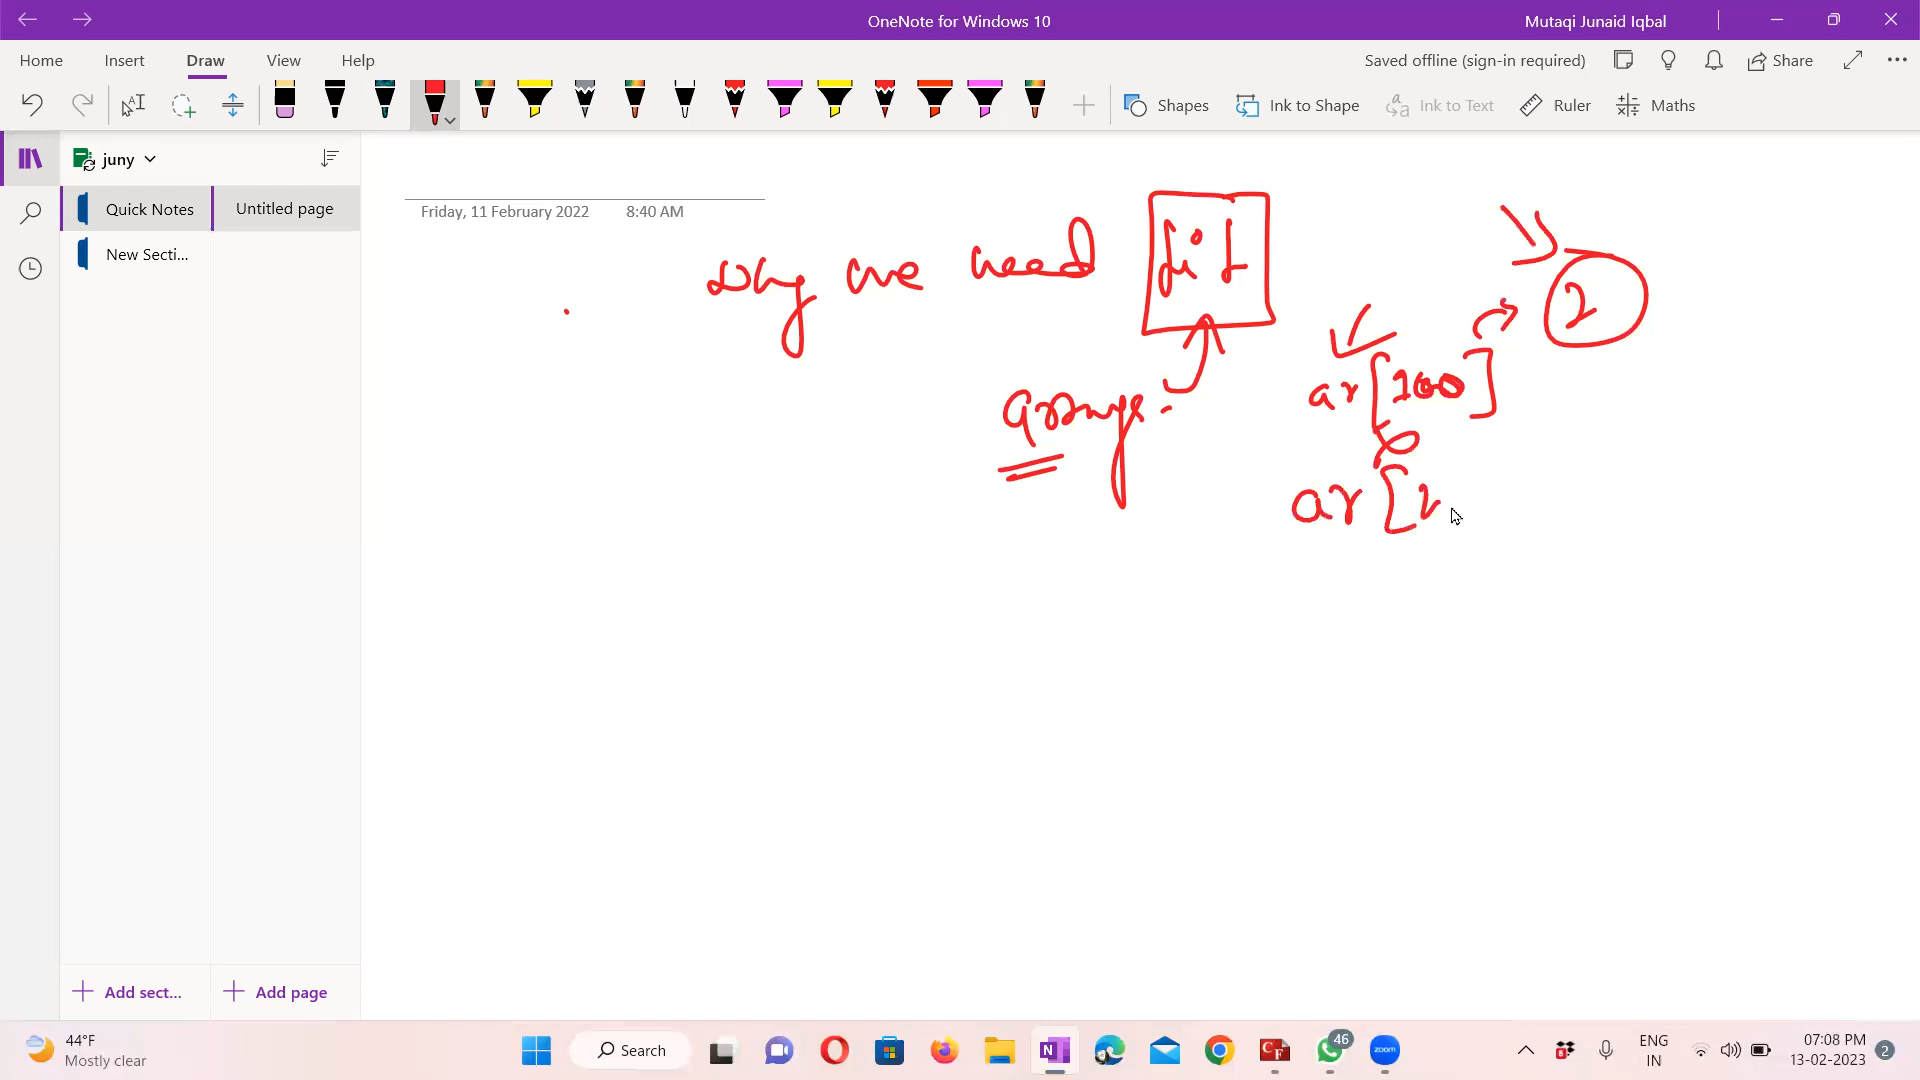 OneNote for Windows 10
Mutaqi Junaid Iqbal
Home Insert Draw View Help
Saved offline (sign-in required)
Share
Shapes
Ink to Shape
Ink to Text
Ruler
Maths
juny
Quick Notes
Untitled page
New Secti...
Friday, 11 February 2022 8:40 AM
why we need
2
ar [100]
ar [2
Add sect...
Add page
44°F
Mostly clear
Search
46
zoom
ENG
IN
07:08 PM
13-02-2023
2